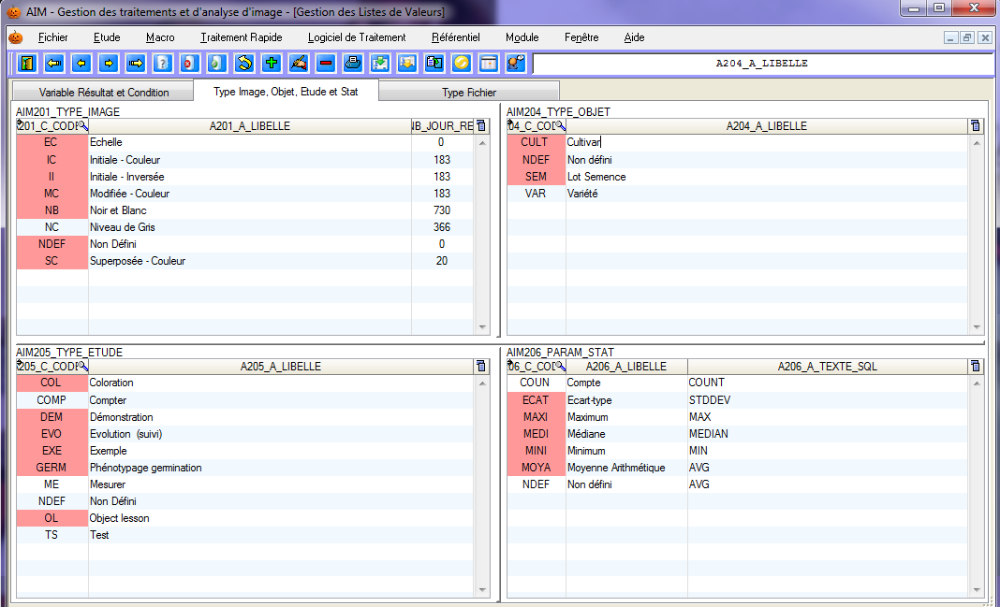 AIM - Gestion des traitements et d'analyse d'image - [Gestion des Listes de Valeurs]
Fichier Etude Macro Traitement Rapide Logiciel de Traitement Référentiel Module Fenêtre Aide
A204_A_LIBELLE
Variable Résultat et Condition Type Image, Objet, Etude et Stat Type Fichier
AIM201_TYPE_IMAGE
201_C_CODE A201_A_LIBELLE NB_JOUR_RE
EC Echelle 0
IC Initiale - Couleur 183
II Initiale - Inversée 183
MC Modifiée - Couleur 183
NB Noir et Blanc 730
NC Niveau de Gris 366
NDEF Non Défini 0
SC Superposée - Couleur 20
AIM204_TYPE_OBJET
04_C_COD A204_A_LIBELLE
CULT Cultivar
NDEF Non défini
SEM Lot Semence
VAR Variété
AIM205_TYPE_ETUDE
205_C_CODE A205_A_LIBELLE
COL Coloration
COMP Compter
DEM Démonstration
EVO Evolution (suivi)
EXE Exemple
GERM Phénotypage germination
ME Mesurer
NDEF Non Défini
OL Object lesson
TS Test
AIM206_PARAM_STAT
06_C_COD A206_A_LIBELLE A206_A_TEXTE_SQL
COUN Compte COUNT
ECAT Ecart-type STDDEV
MAXI Maximum MAX
MEDI Médiane MEDIAN
MINI Minimum MIN
MOYA Moyenne Arithmétique AVG
NDEF Non défini AVG